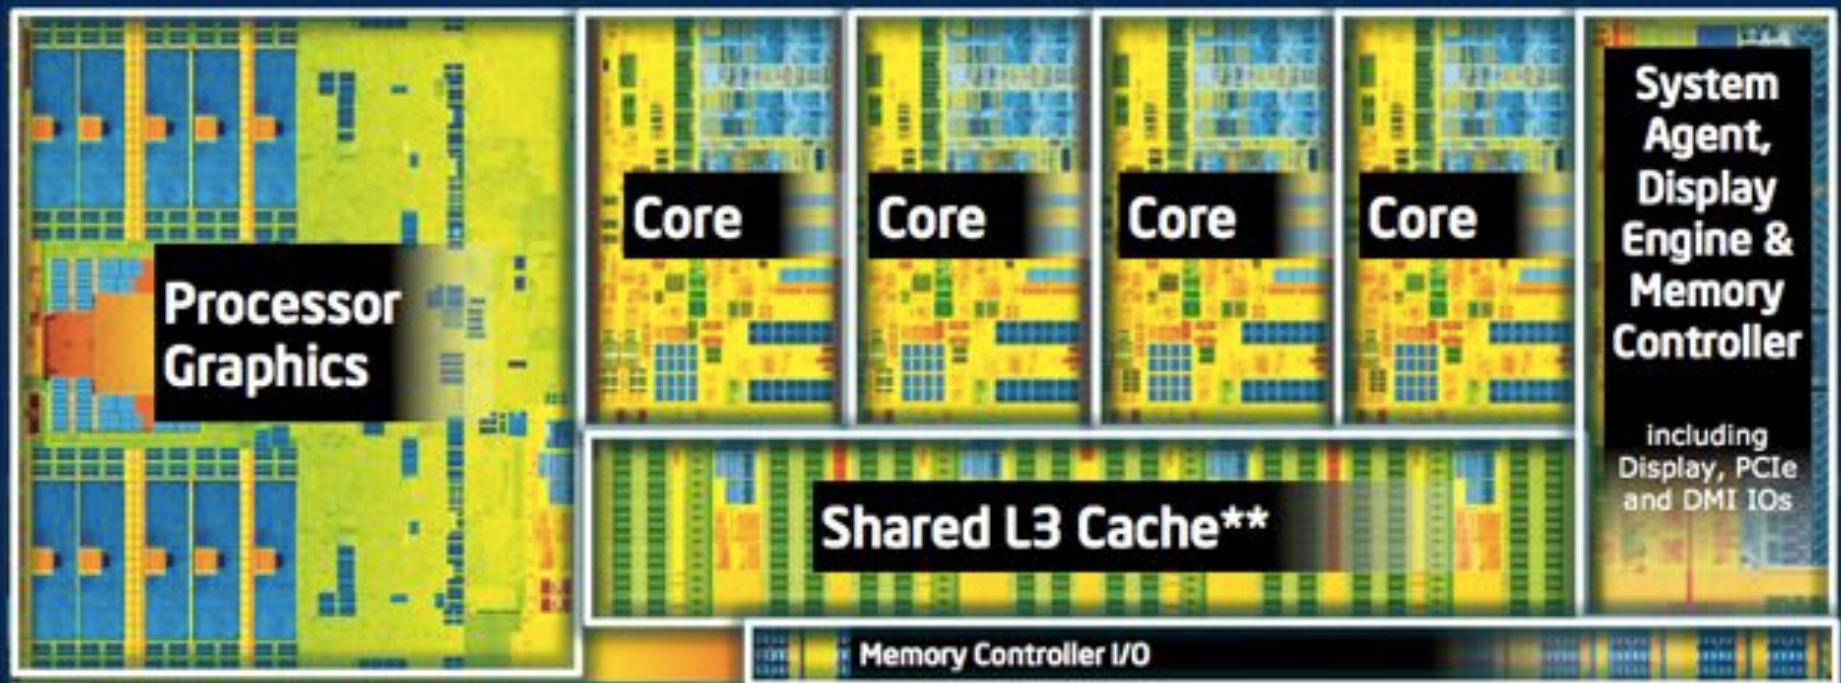 Processor
Graphics
Core
Core
Core
Core
System
Agent,
Display
Engine &
Memory
Controller
including
Display, PCIe
and DMI IOs
Shared L3 Cache**
Memory Controller I/O